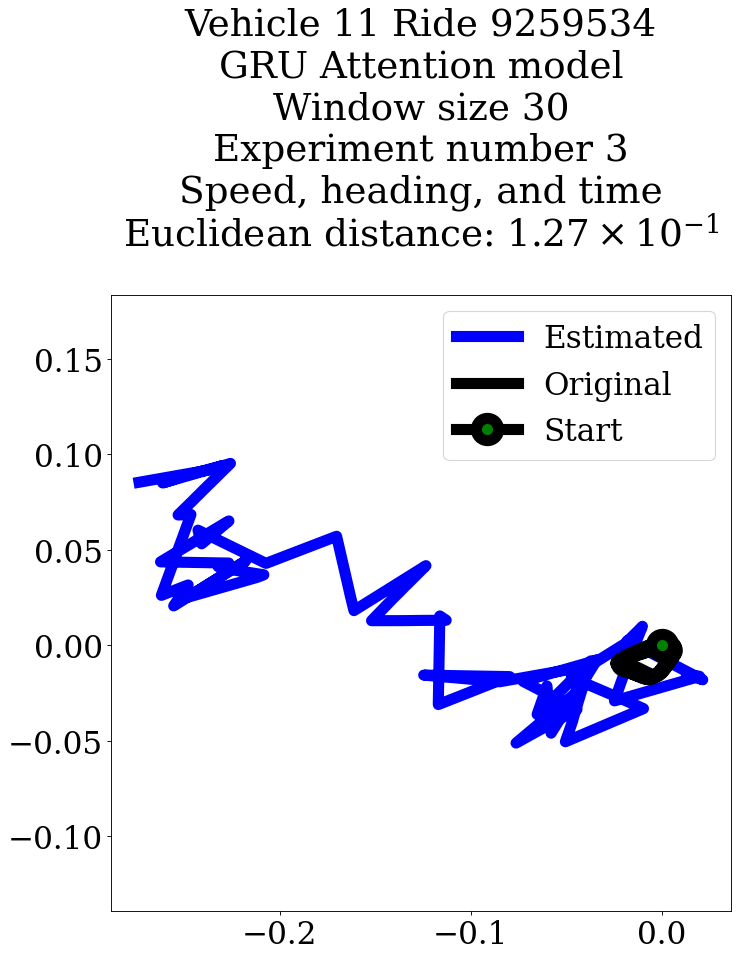 Vehicle 11 Ride 9259534
GRU Attention model
Window size 30
Experiment number 3
Speed, heading, and time
Euclidean distance: 1.27 × 10⁻¹
Estimated
Original
Start
0.15
0.10
0.05
0.00
−0.05
−0.10
−0.2
−0.1
0.0